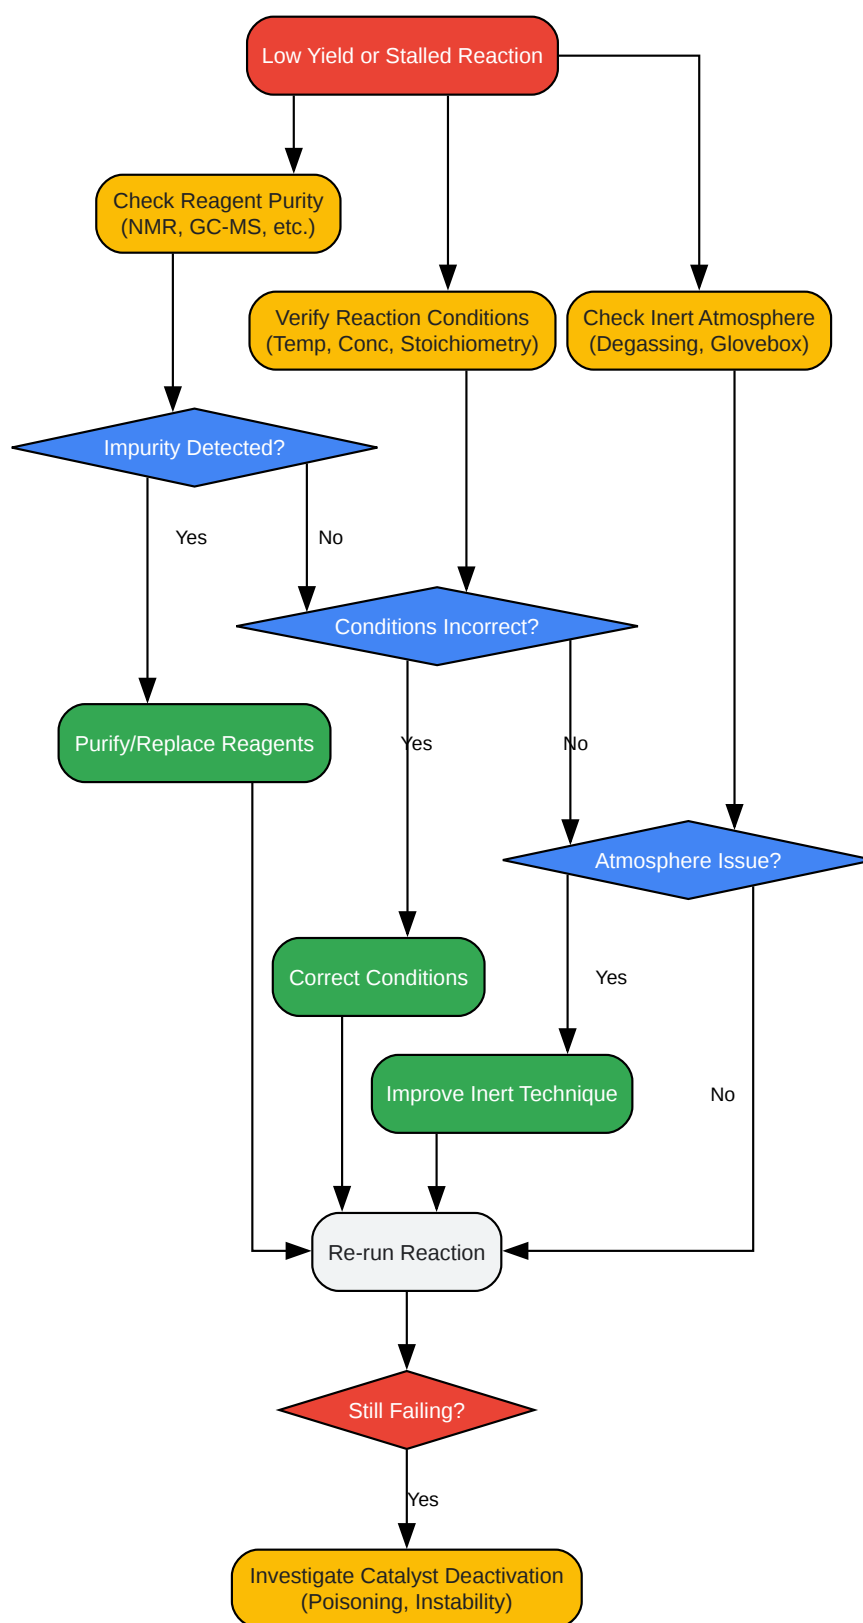 Low Yield or Stalled Reaction
Check Reagent Purity
(NMR, GC-MS, etc.)
Verify Reaction Conditions
(Temp, Conc, Stoichiometry)
Check Inert Atmosphere
(Degassing, Glovebox)
Impurity Detected?
Yes
No
Conditions Incorrect?
Purify/Replace Reagents
Yes
No
Atmosphere Issue?
Correct Conditions
Yes
Improve Inert Technique
No
Re-run Reaction
Still Failing?
Yes
Investigate Catalyst Deactivation
(Poisoning, Instability)